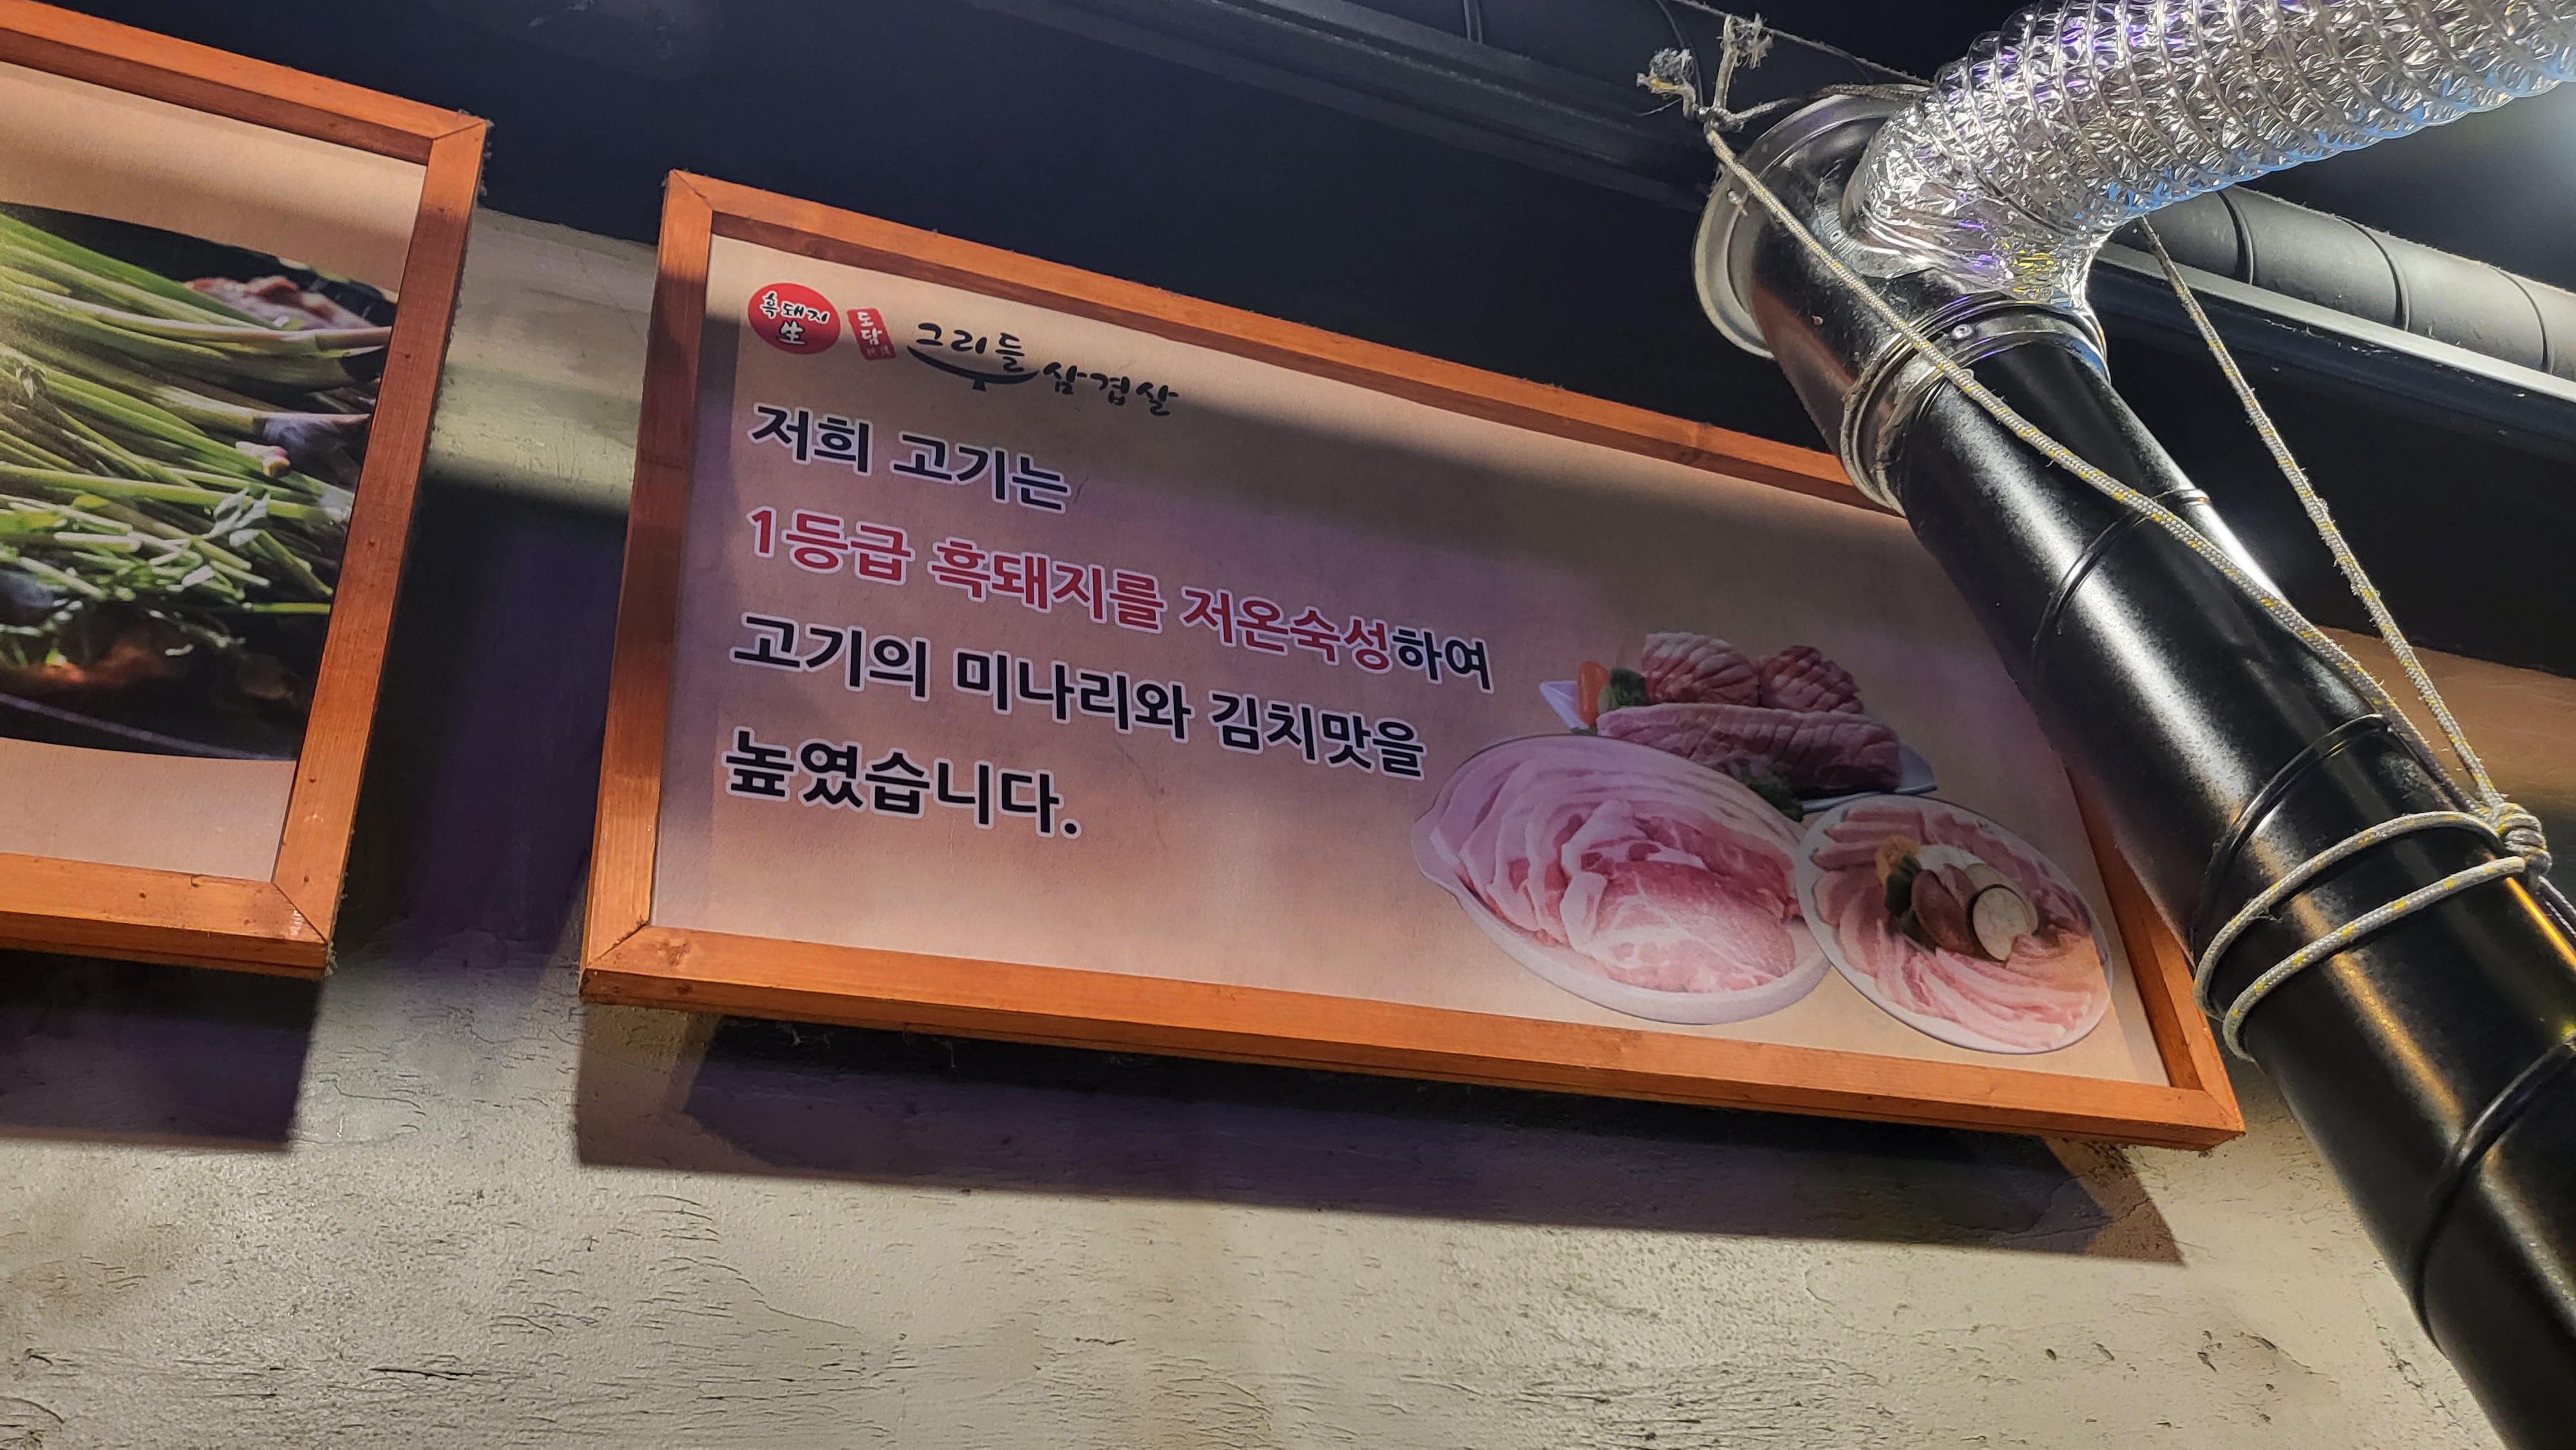 흑돼지
生
도담
그리들 삼겹살
저희 고기는
1등급 흑돼지를 저온숙성하여
고기의 미나리와 김치맛을
높였습니다.